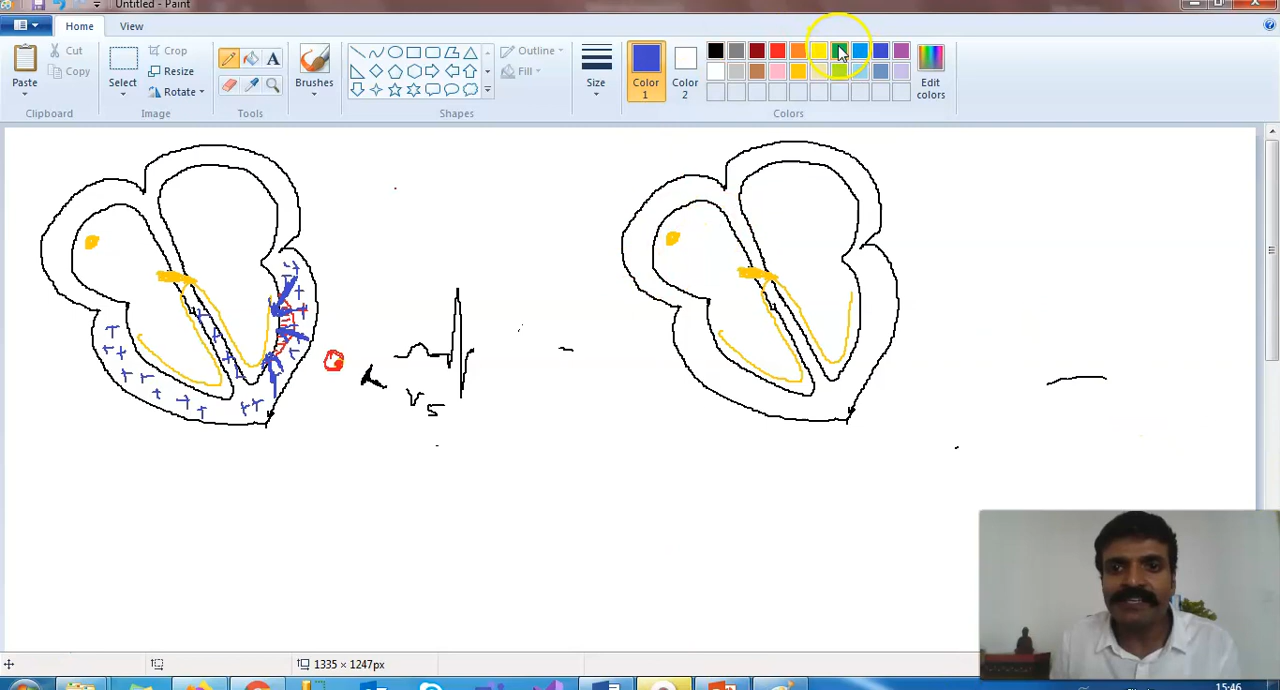 Untitled - Paint
Home
View
Paste
Cut
Copy
Clipboard
Select
Crop
Resize
Rotate
Image
A
Tools
Brushes
Shapes
Outline
Fill
Size
Color
1
Color
2
Edit
colors
Colors
V5
1335 × 1247px
15:46